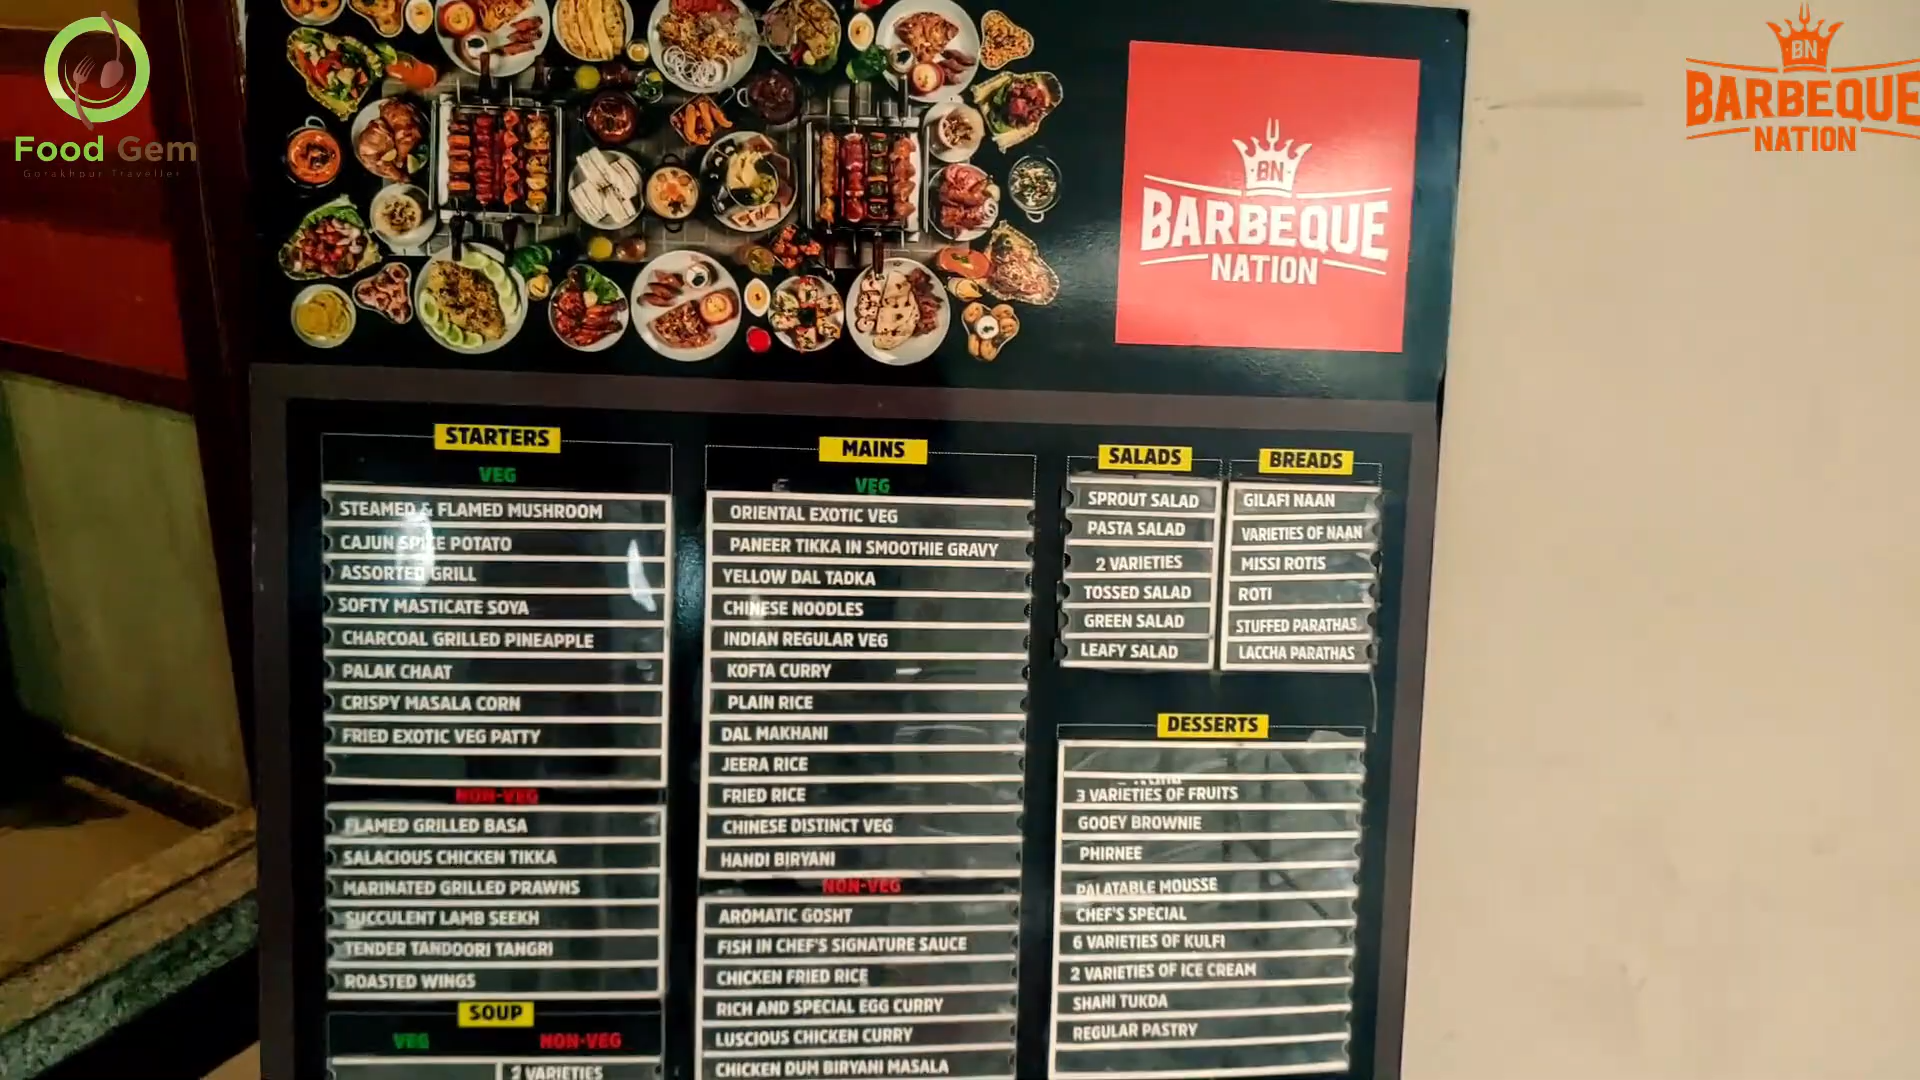 Food Gem
Gorakhpur Traveller
BN
BARBEQUE
NATION
BN
BARBEQUE
NATION
STARTERS
VEG
STEAMED & FLAMED MUSHROOM
CAJUN SPICE POTATO
ASSORTED GRILL
SOFTY MASTICATE SOYA
CHARCOAL GRILLED PINEAPPLE
PALAK CHAAT
CRISPY MASALA CORN
FRIED EXOTIC VEG PATTY
NON-VEG
FLAMED GRILLED BASA
SALACIOUS CHICKEN TIKKA
MARINATED GRILLED PRAWNS
SUCCULENT LAMB SEEKH
TENDER TANDOORI TANGRI
ROASTED WINGS
SOUP
VEG NON-VEG
2 VARIETIES
MAINS
VEG
ORIENTAL EXOTIC VEG
PANEER TIKKA IN SMOOTHIE GRAVY
YELLOW DAL TADKA
CHINESE NOODLES
INDIAN REGULAR VEG
KOFTA CURRY
PLAIN RICE
DAL MAKHANI
JEERA RICE
FRIED RICE
CHINESE DISTINCT VEG
HANDI BIRYANI
NON-VEG
AROMATIC GOSHT
FISH IN CHEF'S SIGNATURE SAUCE
CHICKEN FRIED RICE
RICH AND SPECIAL EGG CURRY
LUSCIOUS CHICKEN CURRY
CHICKEN DUM BIRYANI MASALA
SALADS
SPROUT SALAD
PASTA SALAD
2 VARIETIES
TOSSED SALAD
GREEN SALAD
LEAFY SALAD
BREADS
GILAFI NAAN
VARIETIES OF NAAN
MISSI ROTIS
ROTI
STUFFED PARATHAS
LACCHA PARATHAS
DESSERTS
3 VARIETIES OF FRUITS
GOOEY BROWNIE
PHIRNEE
PALATABLE MOUSSE
CHEF'S SPECIAL
6 VARIETIES OF KULFI
2 VARIETIES OF ICE CREAM
SHAHI TUKDA
REGULAR PASTRY